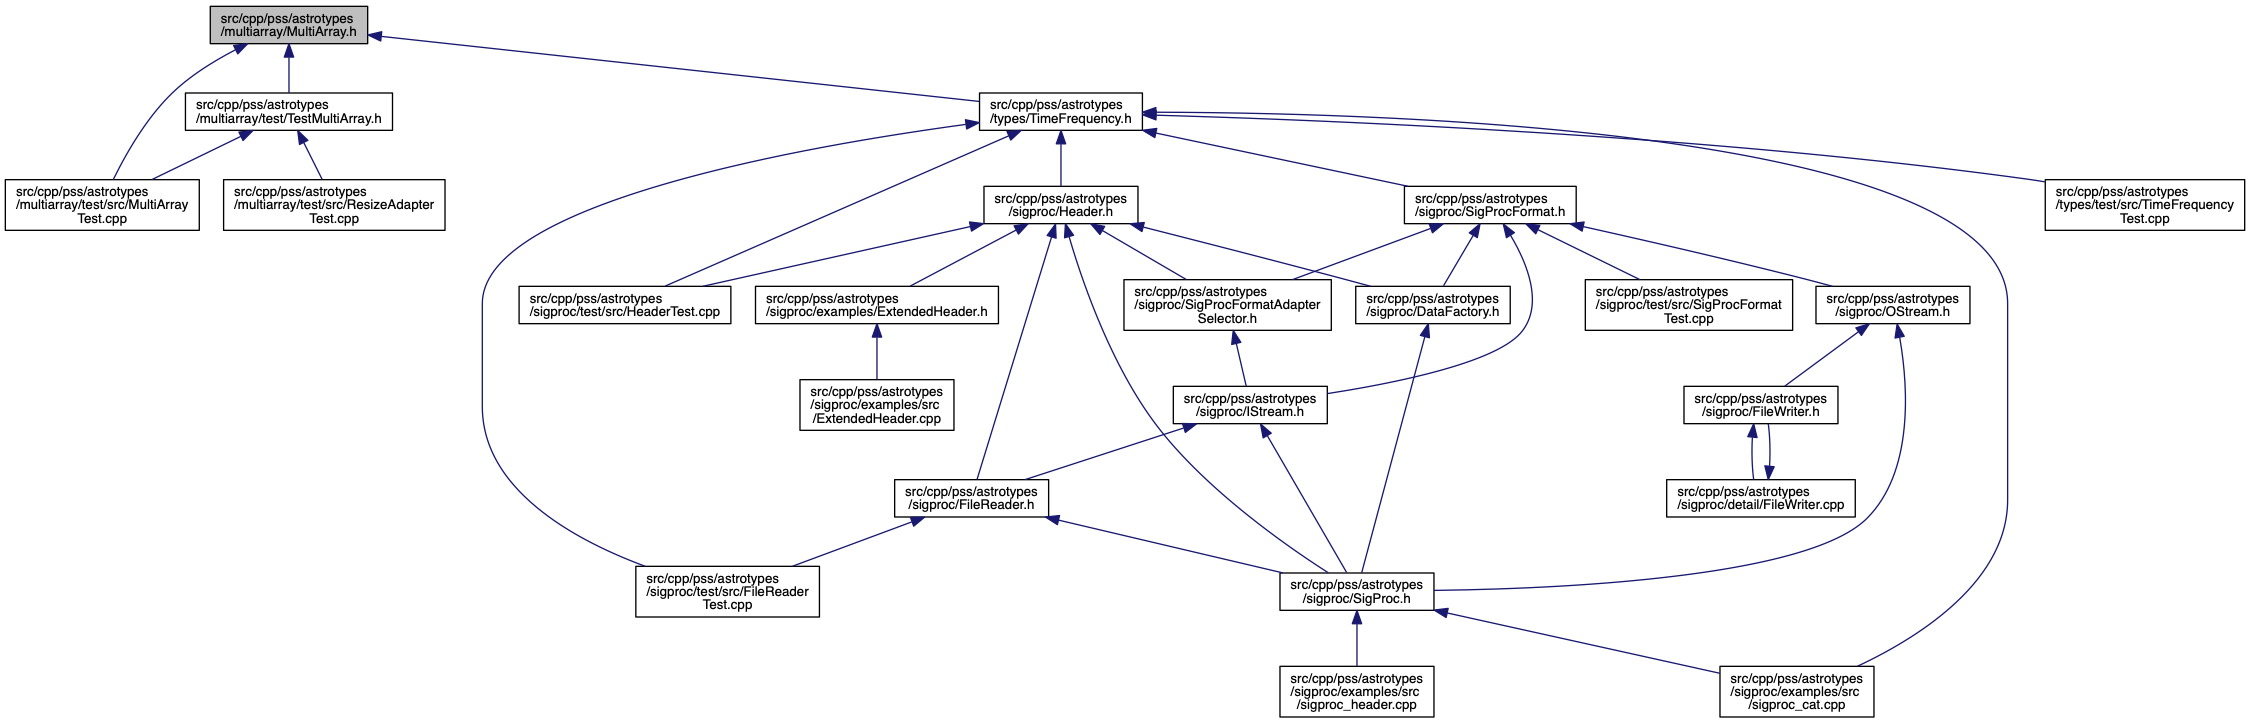 src/cpp/pss/astrotypes
/multiarray/MultiArray.h
src/cpp/pss/astrotypes
/multiarray/test/TestMultiArray.h
src/cpp/pss/astrotypes
/types/TimeFrequency.h
src/cpp/pss/astrotypes
/multiarray/test/src/MultiArray
Test.cpp
src/cpp/pss/astrotypes
/multiarray/test/src/ResizeAdapter
Test.cpp
src/cpp/pss/astrotypes
/sigproc/Header.h
src/cpp/pss/astrotypes
/sigproc/SigProcFormat.h
src/cpp/pss/astrotypes
/types/test/src/TimeFrequency
Test.cpp
src/cpp/pss/astrotypes
/sigproc/test/src/HeaderTest.cpp
src/cpp/pss/astrotypes
/sigproc/examples/ExtendedHeader.h
src/cpp/pss/astrotypes
/sigproc/SigProcFormatAdapter
Selector.h
src/cpp/pss/astrotypes
/sigproc/DataFactory.h
src/cpp/pss/astrotypes
/sigproc/test/src/SigProcFormat
Test.cpp
src/cpp/pss/astrotypes
/sigproc/OStream.h
src/cpp/pss/astrotypes
/sigproc/examples/src
/ExtendedHeader.cpp
src/cpp/pss/astrotypes
/sigproc/IStream.h
src/cpp/pss/astrotypes
/sigproc/FileWriter.h
src/cpp/pss/astrotypes
/sigproc/FileReader.h
src/cpp/pss/astrotypes
/sigproc/detail/FileWriter.cpp
src/cpp/pss/astrotypes
/sigproc/test/src/FileReader
Test.cpp
src/cpp/pss/astrotypes
/sigproc/SigProc.h
src/cpp/pss/astrotypes
/sigproc/examples/src
/sigproc_header.cpp
src/cpp/pss/astrotypes
/sigproc/examples/src
/sigproc_cat.cpp